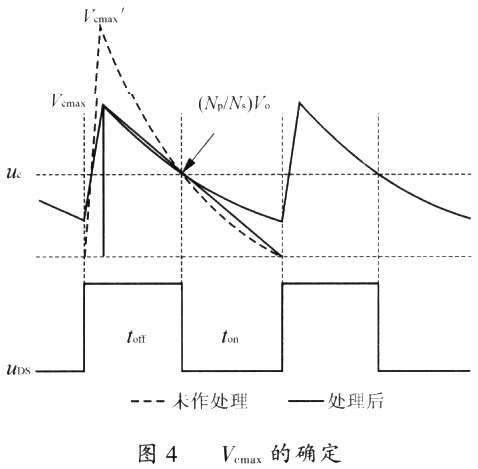 Vcmax′
Vcmax
(Np/Ns)Vo
uc
toff
ton
uDS
未作处理
处理后
图 4 Vcmax 的确定